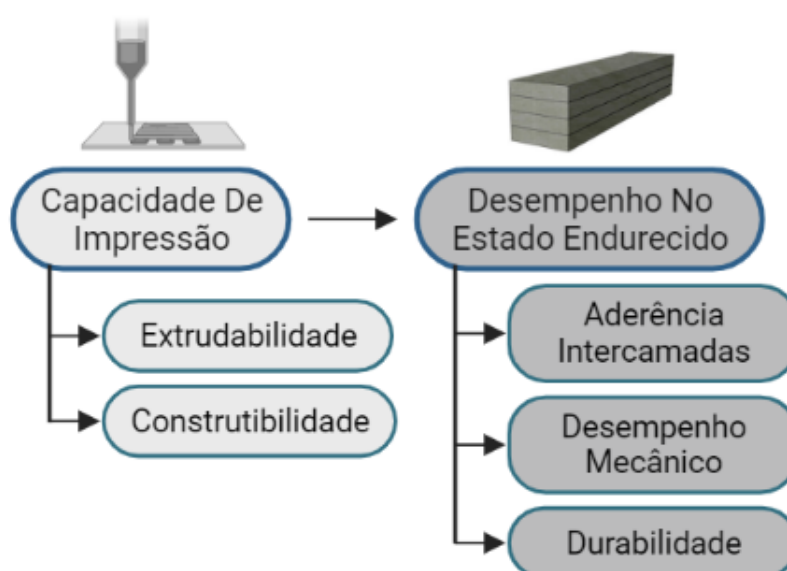 Capacidade De
Impressão
Extrudabilidade
Construtibilidade
Desempenho No
Estado Endurecido
Aderência
Intercamadas
Desempenho
Mecânico
Durabilidade